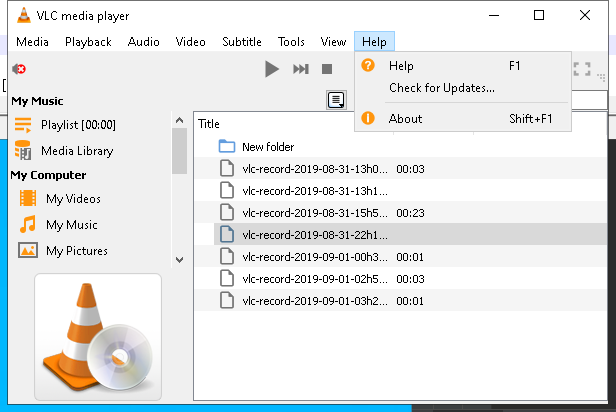 VLC media player
Media Playback Audio Video Subtitle Tools View Help
Help F1
Check for Updates...
About Shift+F1
My Music
Playlist [00:00]
Media Library
My Computer
My Videos
My Music
My Pictures
Title
New folder
vlc-record-2019-08-31-13h0... 00:03
vlc-record-2019-08-31-13h1...
vlc-record-2019-08-31-15h5... 00:23
vlc-record-2019-08-31-22h1...
vlc-record-2019-09-01-00h3... 00:01
vlc-record-2019-09-01-02h5... 00:03
vlc-record-2019-09-01-03h2... 00:01